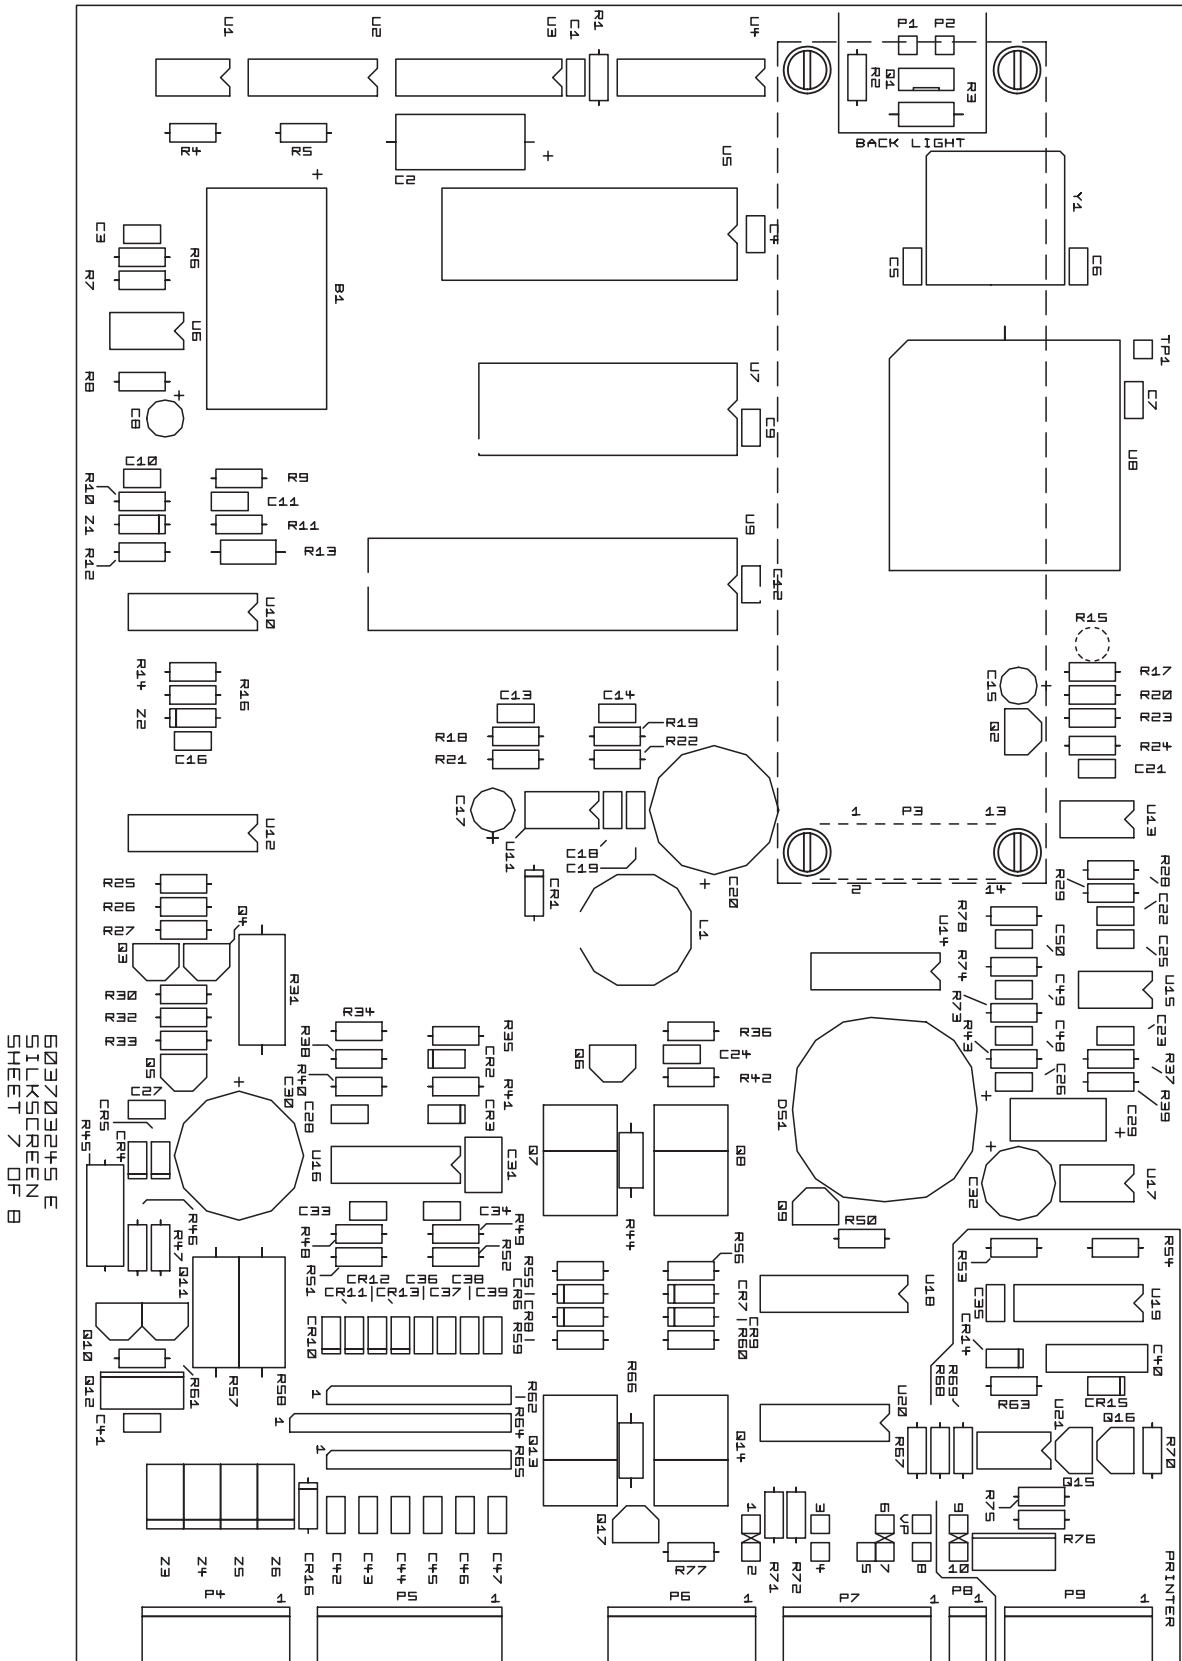 U1
U2
U3
C1
R1
U4
P1
P2
R2
Q1
R3
BACK LIGHT
R4
R5
C2
+
U5
+
C3
R6
R7
B1
C4
C5
Y1
C6
U6
R8
+
C8
U7
C9
TP1
C7
U8
C10
R10
R9
C11
Z1
R11
R12
R13
U9
C12
U10
R15
R14
R16
Z2
C16
C13
C14
R18
R19
R21
R22
C15
+
R17
R20
Q2
R23
R24
C21
U12
C17
+
U11
C18
C19
CR1
+
C20
L1
1
P3
13
2
14
U13
R25
R26
R27
Q4
Q3
R31
R30
R32
R33
Q5
R28
R29
C22
C25
R78
C50
U14
R74
C49
U15
R73
C48
C23
R43
R37
C26
R39
R34
R35
R38
CR2
R40
R41
C30
C28
CR3
R36
Q6
C24
R42
C27
CR5
CR4
R45
+
U16
C31
Q7
Q8
DS1
+
C29
+
+
C32
U17
R46
R47
C33
C34
R48
R49
R51
R52
R44
Q9
R50
R53
R54
Q11
CR12
C36
C38
CR11
CR13
C37
C39
R55
CR6
CR8
R59
R56
CR7
CR9
R60
U18
C35
U19
CR10
Q10
R61
Q12
C41
R57
R58
1
R62
1
R64
1
R65
R66
Q13
Q14
U20
R68
R69
CR14
C40
R63
CR15
U21
Q16
R67
R70
Q15
R75
R76
Z3
Z4
Z5
Z6
CR16
C42
C43
C44
C45
C46
C47
Q17
R77
1
2
R71
R72
3
4
6
5
7
VP
8
9
10
PRINTER
P4
1
P5
1
P6
1
P7
1
P8
1
P9
1
60370324S E
SILKSCREEN
SHEET 7 OF 8